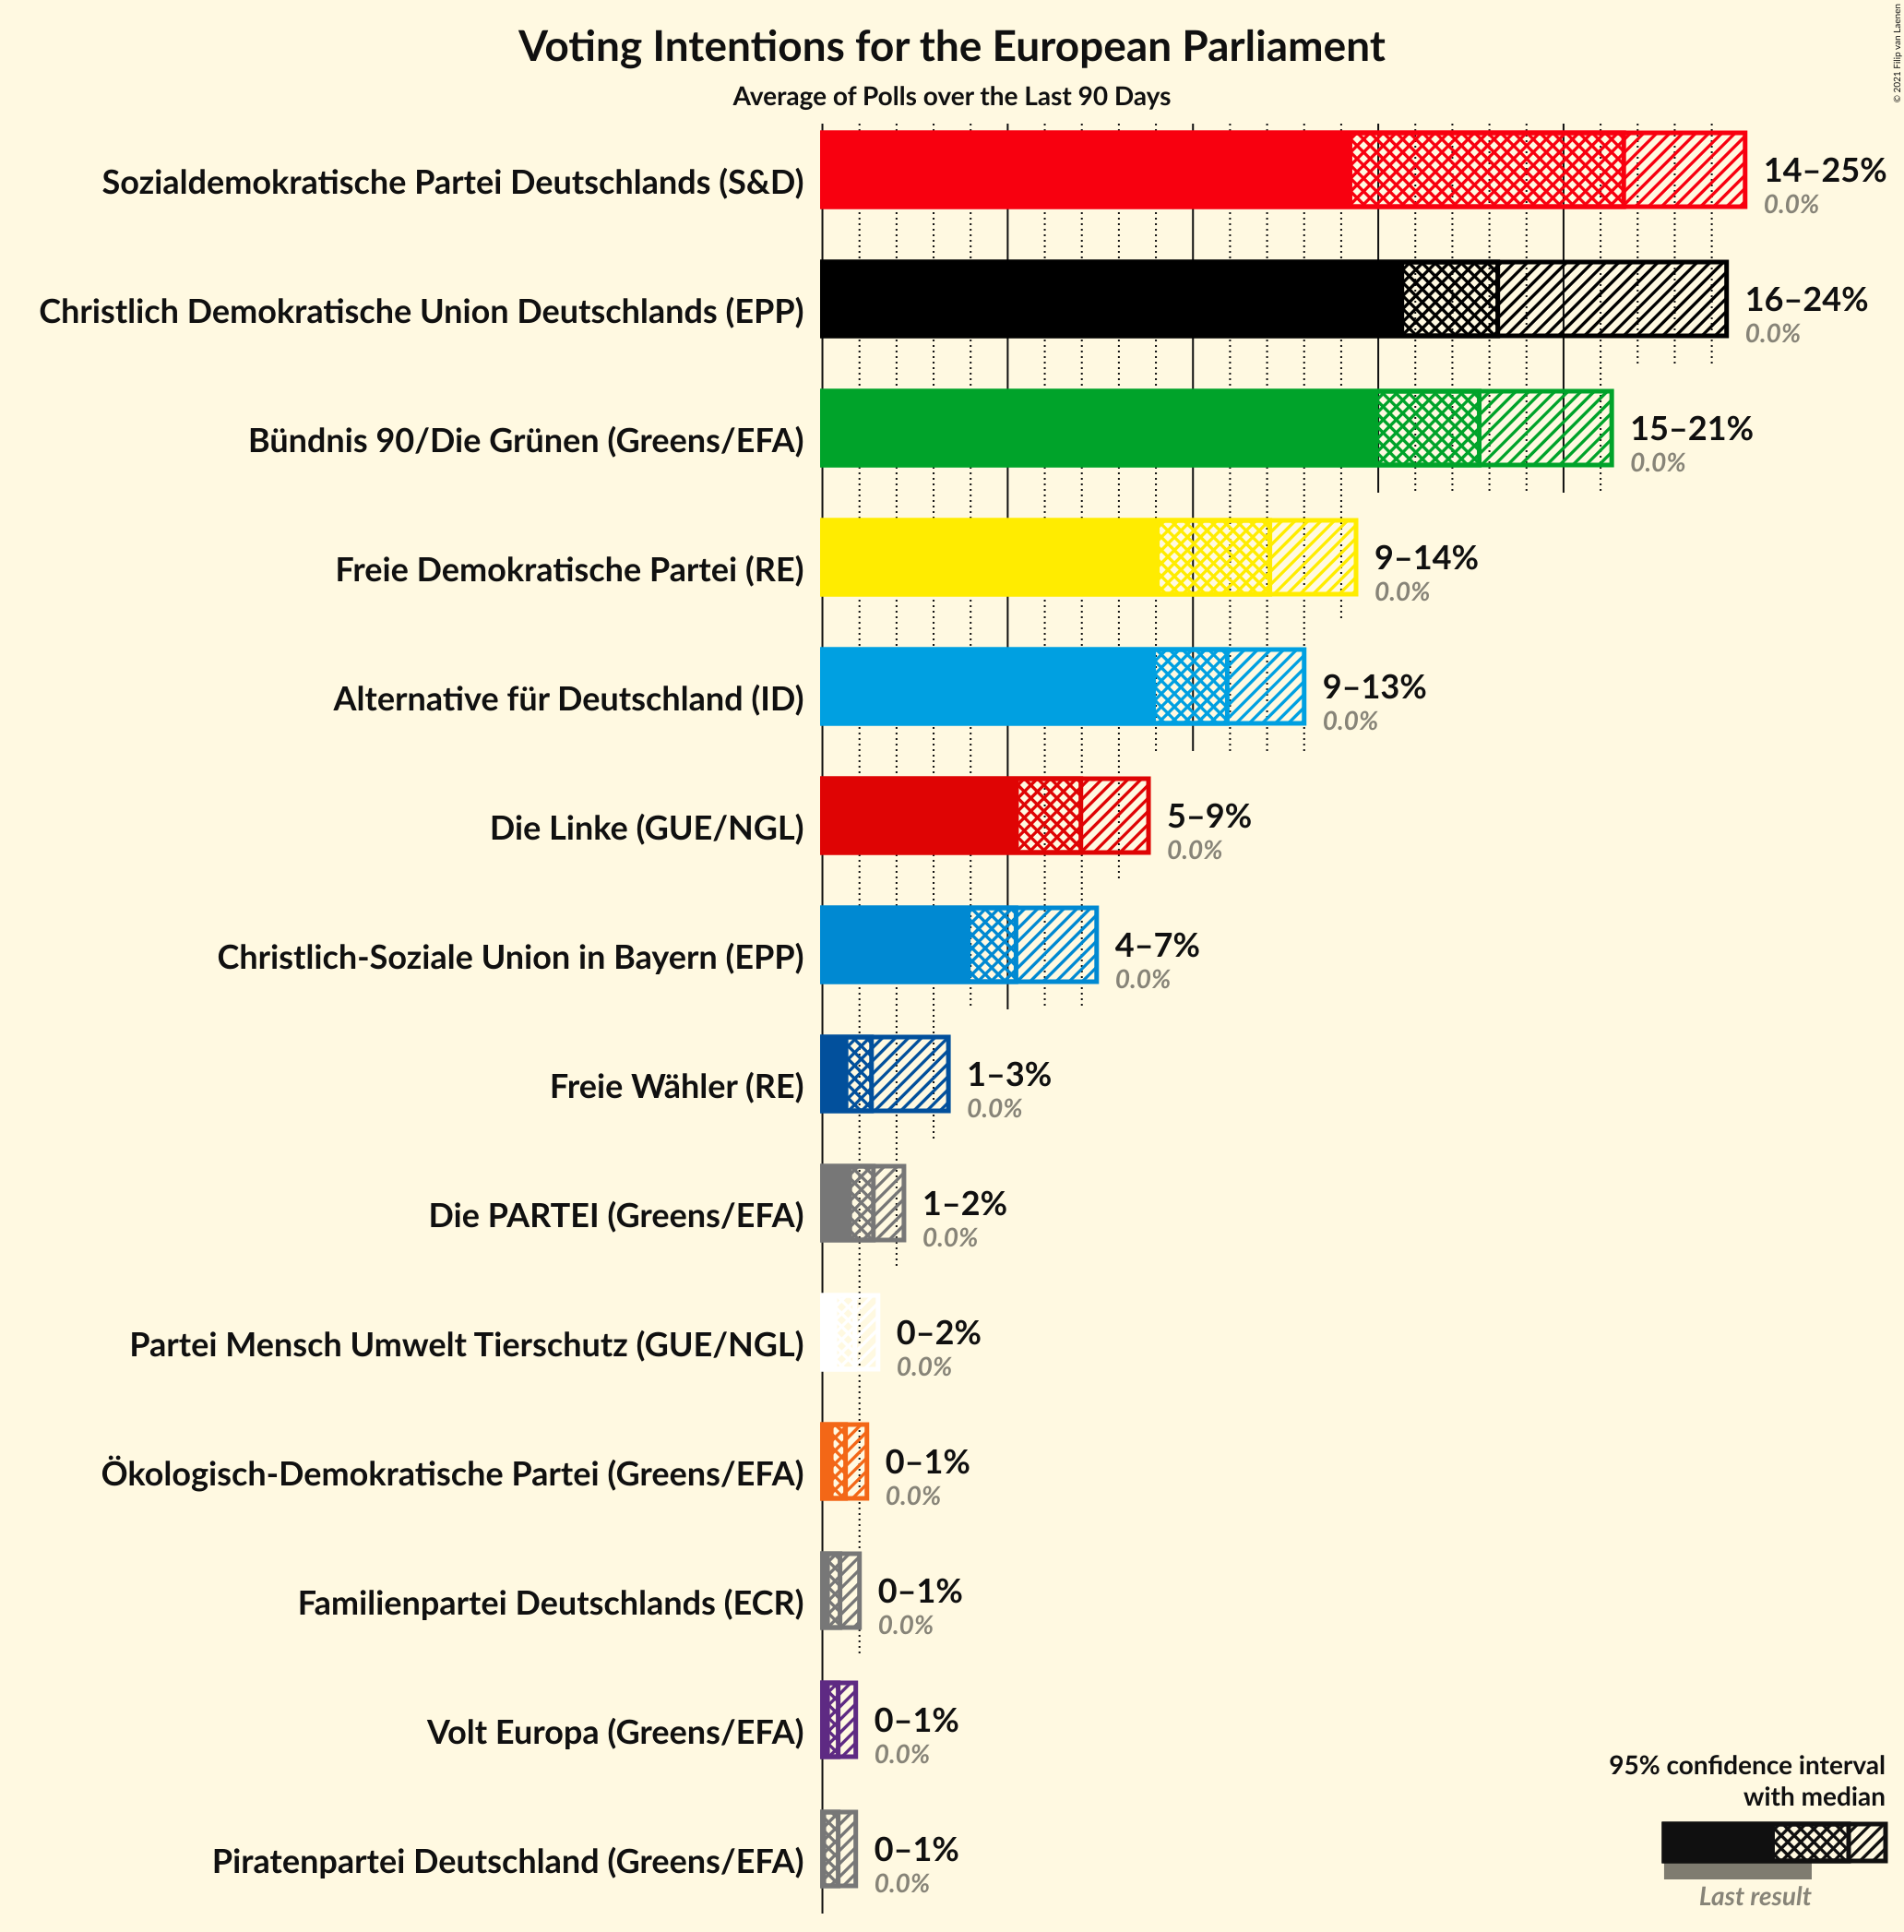 Voting Intentions for the European Parliament
Average of Polls over the Last 90 Days
© 2021 Filip van Laenen
Sozialdemokratische Partei Deutschlands (S&D)
14–25%
0.0%
Christlich Demokratische Union Deutschlands (EPP)
16–24%
0.0%
Bündnis 90/Die Grünen (Greens/EFA)
15–21%
0.0%
Freie Demokratische Partei (RE)
9–14%
0.0%
Alternative für Deutschland (ID)
9–13%
0.0%
Die Linke (GUE/NGL)
5–9%
0.0%
Christlich-Soziale Union in Bayern (EPP)
4–7%
0.0%
Freie Wähler (RE)
1–3%
0.0%
Die PARTEI (Greens/EFA)
1–2%
0.0%
Partei Mensch Umwelt Tierschutz (GUE/NGL)
0–2%
0.0%
Ökologisch-Demokratische Partei (Greens/EFA)
0–1%
0.0%
Familienpartei Deutschlands (ECR)
0–1%
0.0%
Volt Europa (Greens/EFA)
0–1%
0.0%
Piratenpartei Deutschland (Greens/EFA)
0–1%
0.0%
95% confidence interval
with median
Last result